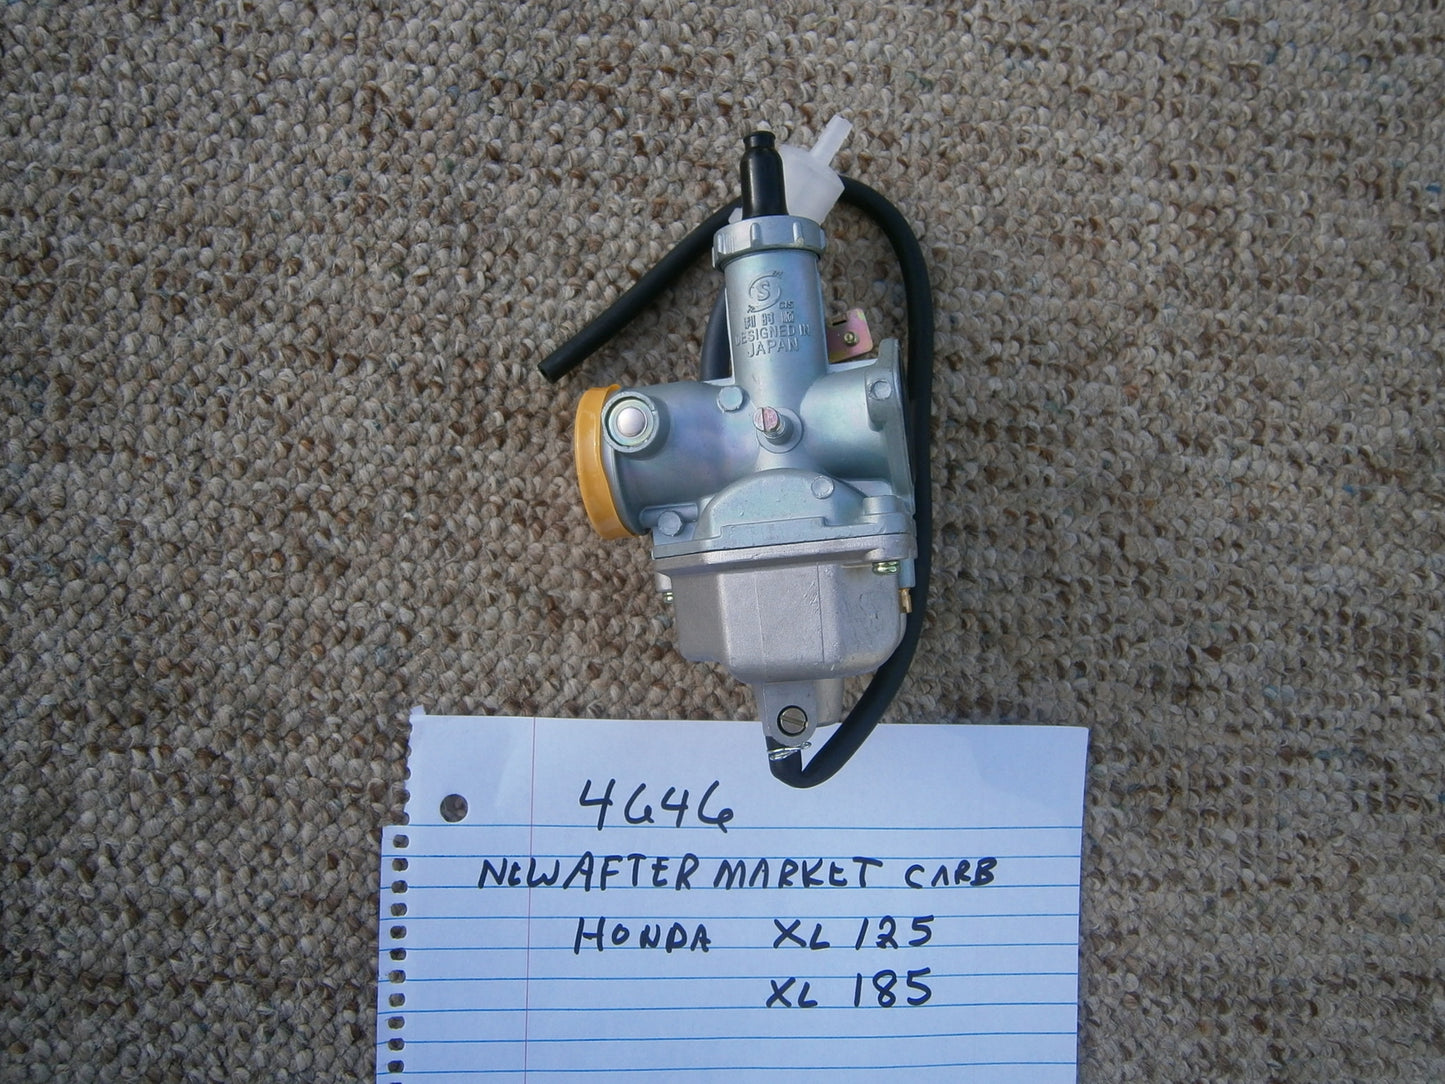 S
DESIGNED IN
JAPAN
4646
NEW AFTER MARKET CARB
HONDA XL 125
XL 185